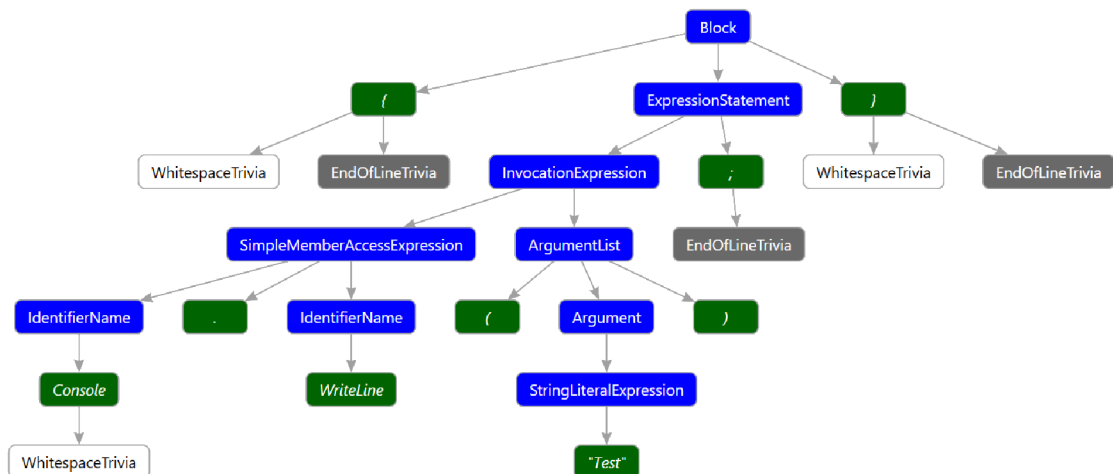 Block
{ ExpressionStatement }
WhitespaceTrivia EndOfLineTrivia InvocationExpression ; WhitespaceTrivia EndOfLineTrivia
SimpleMemberAccessExpression ArgumentList EndOfLineTrivia
IdentifierName . IdentifierName ( Argument )
Console WriteLine StringLiteralExpression
WhitespaceTrivia "Test"